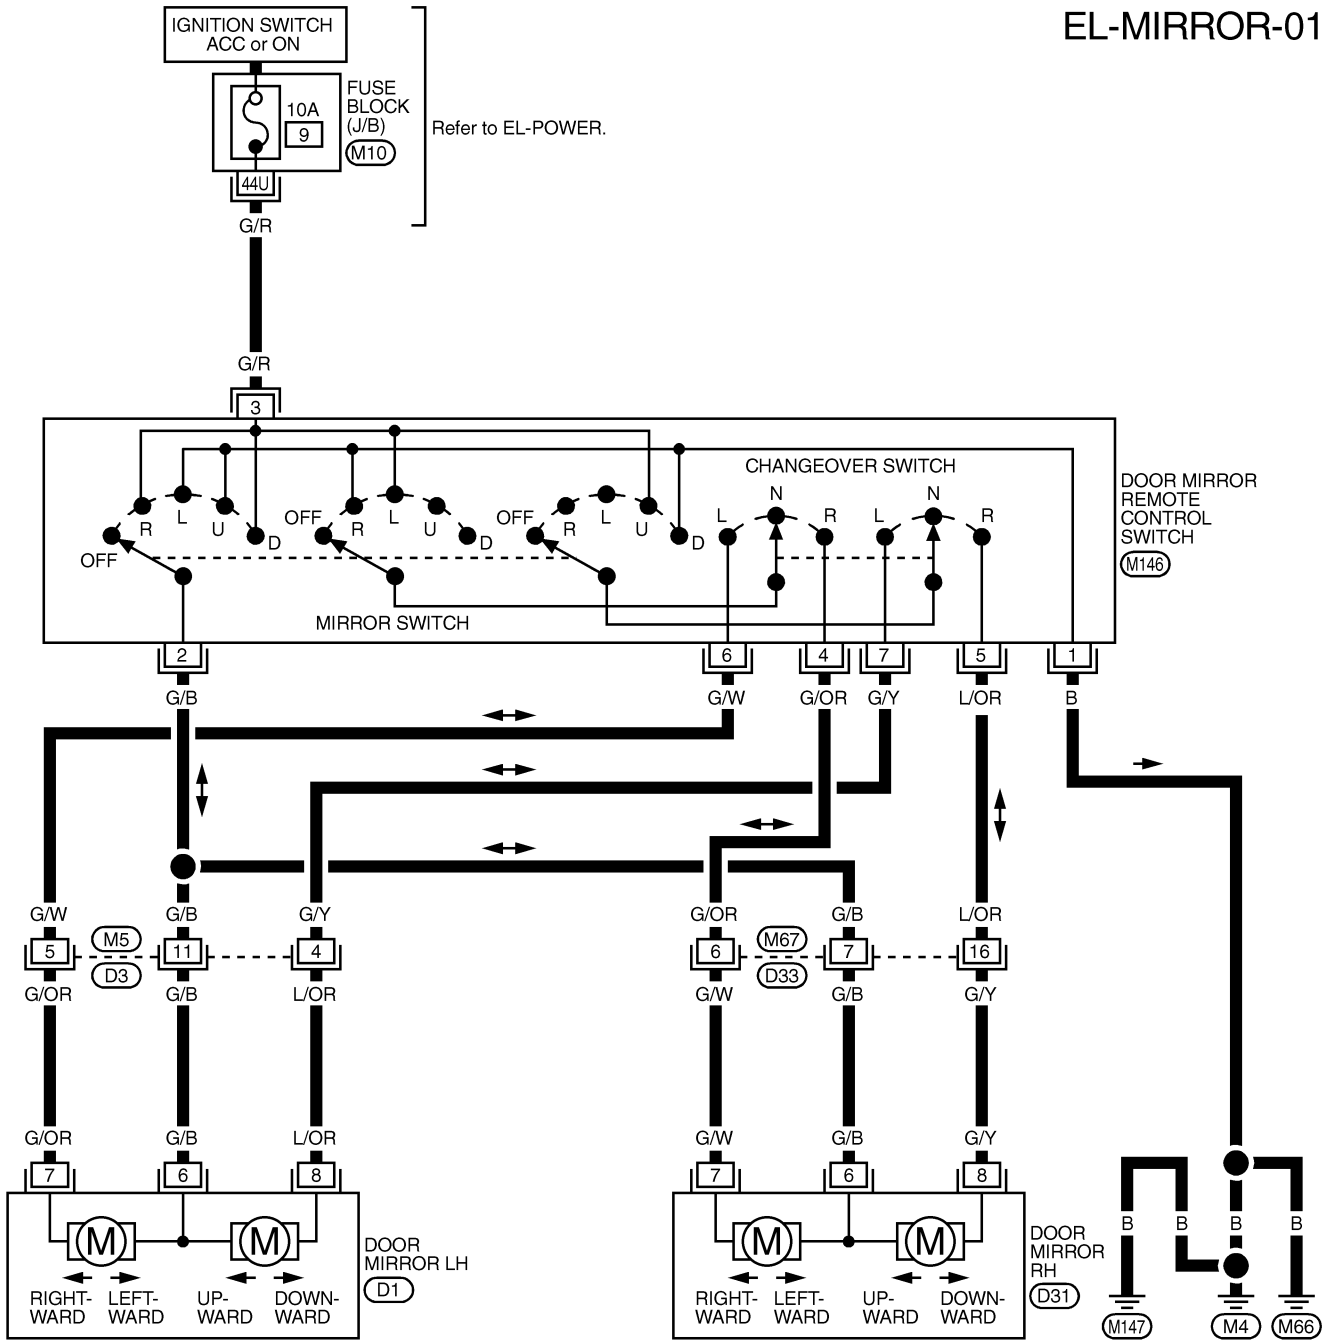 EL-MIRROR-01
IGNITION SWITCH
ACC or ON
FUSE
BLOCK
(J/B)
M10
10A
9
Refer to EL-POWER.
44U
G/R
G/R
3
CHANGEOVER SWITCH
OFF R L U D
OFF R L U D
OFF R L U D
L N R
L N R
MIRROR SWITCH
DOOR MIRROR
REMOTE
CONTROL
SWITCH
M146
2 6 4 7 5 1
G/B G/W G/OR G/Y L/OR B
G/W G/B G/Y G/OR G/B L/OR
5 M5 11 4 6 M67 7 16
D3 D33
G/OR G/B L/OR G/W G/B G/Y
G/OR G/B L/OR G/W G/B G/Y
7 6 8 7 6 8
M M M M
DOOR
MIRROR LH
D1
DOOR
MIRROR
RH
D31
RIGHT-
WARD
LEFT-
WARD
UP-
WARD
DOWN-
WARD
RIGHT-
WARD
LEFT-
WARD
UP-
WARD
DOWN-
WARD
B B B B
M147 M4 M66